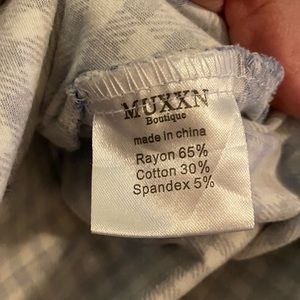 MUXXN
Boutique
made in china
Rayon 65%
Cotton 30%
Spandex 5%